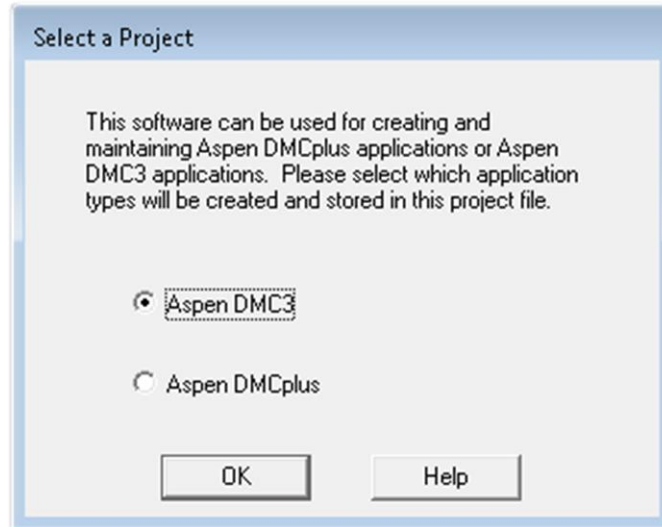 Select a Project
This software can be used for creating and
maintaining Aspen DMCplus applications or Aspen
DMC3 applications.  Please select which application
types will be created and stored in this project file.
Aspen DMC3
Aspen DMCplus
OK
Help